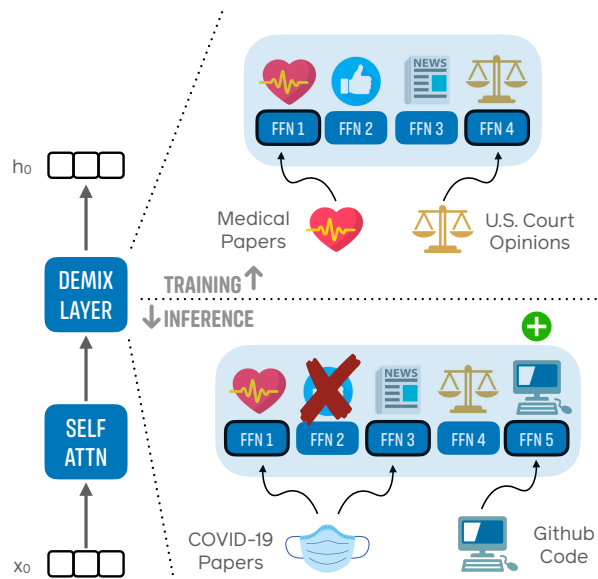 NEWS
FFN 1
FFN 2
FFN 3
FFN 4
h₀
Medical
Papers
U.S. Court
Opinions
DEMIX
LAYER
TRAINING
INFERENCE
NEWS
SELF
ATTN
FFN 1
FFN 2
FFN 3
FFN 4
FFN 5
COVID-19
Papers
Github
Code
x₀